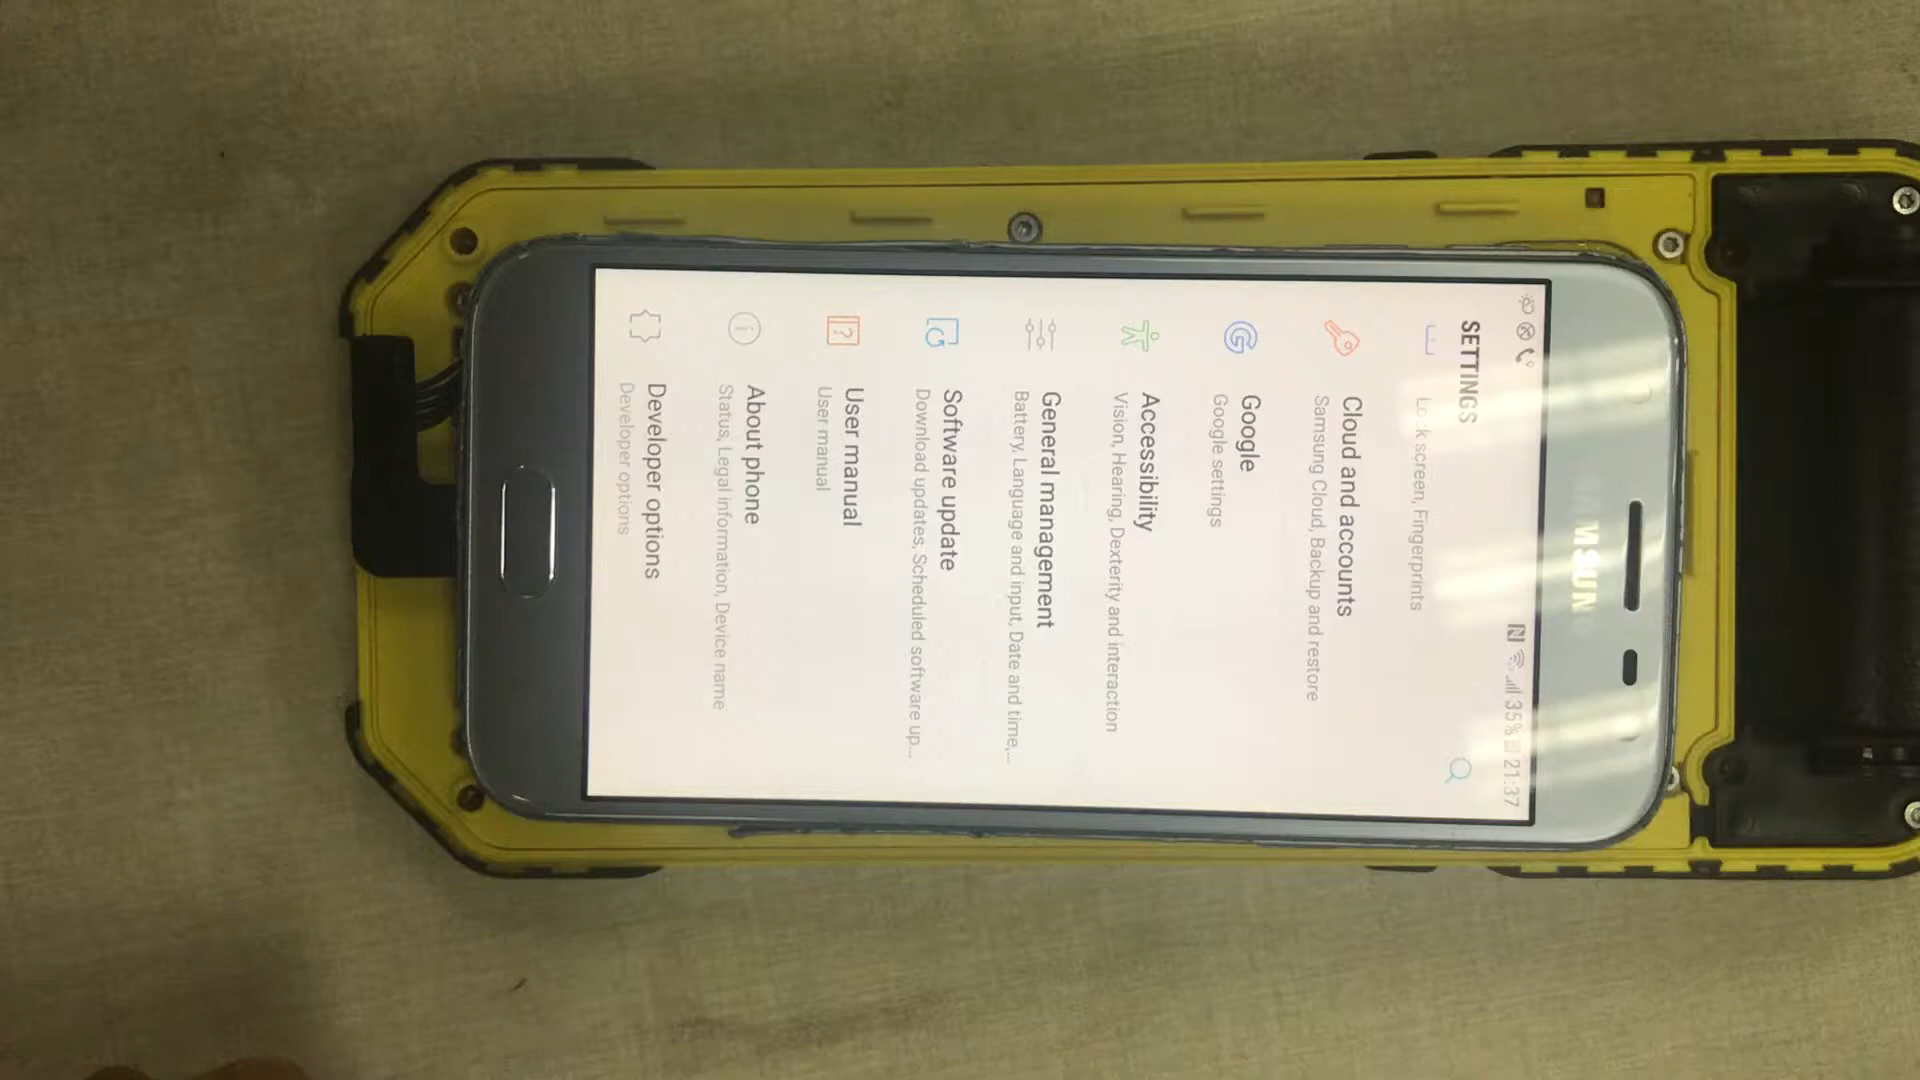 SAMSUNG
35% 21:37
SETTINGS
Lock screen, Fingerprints
Cloud and accounts
Samsung Cloud, Backup and restore
Google
Google settings
Accessibility
Vision, Hearing, Dexterity and interaction
General management
Battery, Language and input, Date and time,...
Software update
Download updates, Scheduled software up...
User manual
User manual
About phone
Status, Legal information, Device name
Developer options
Developer options